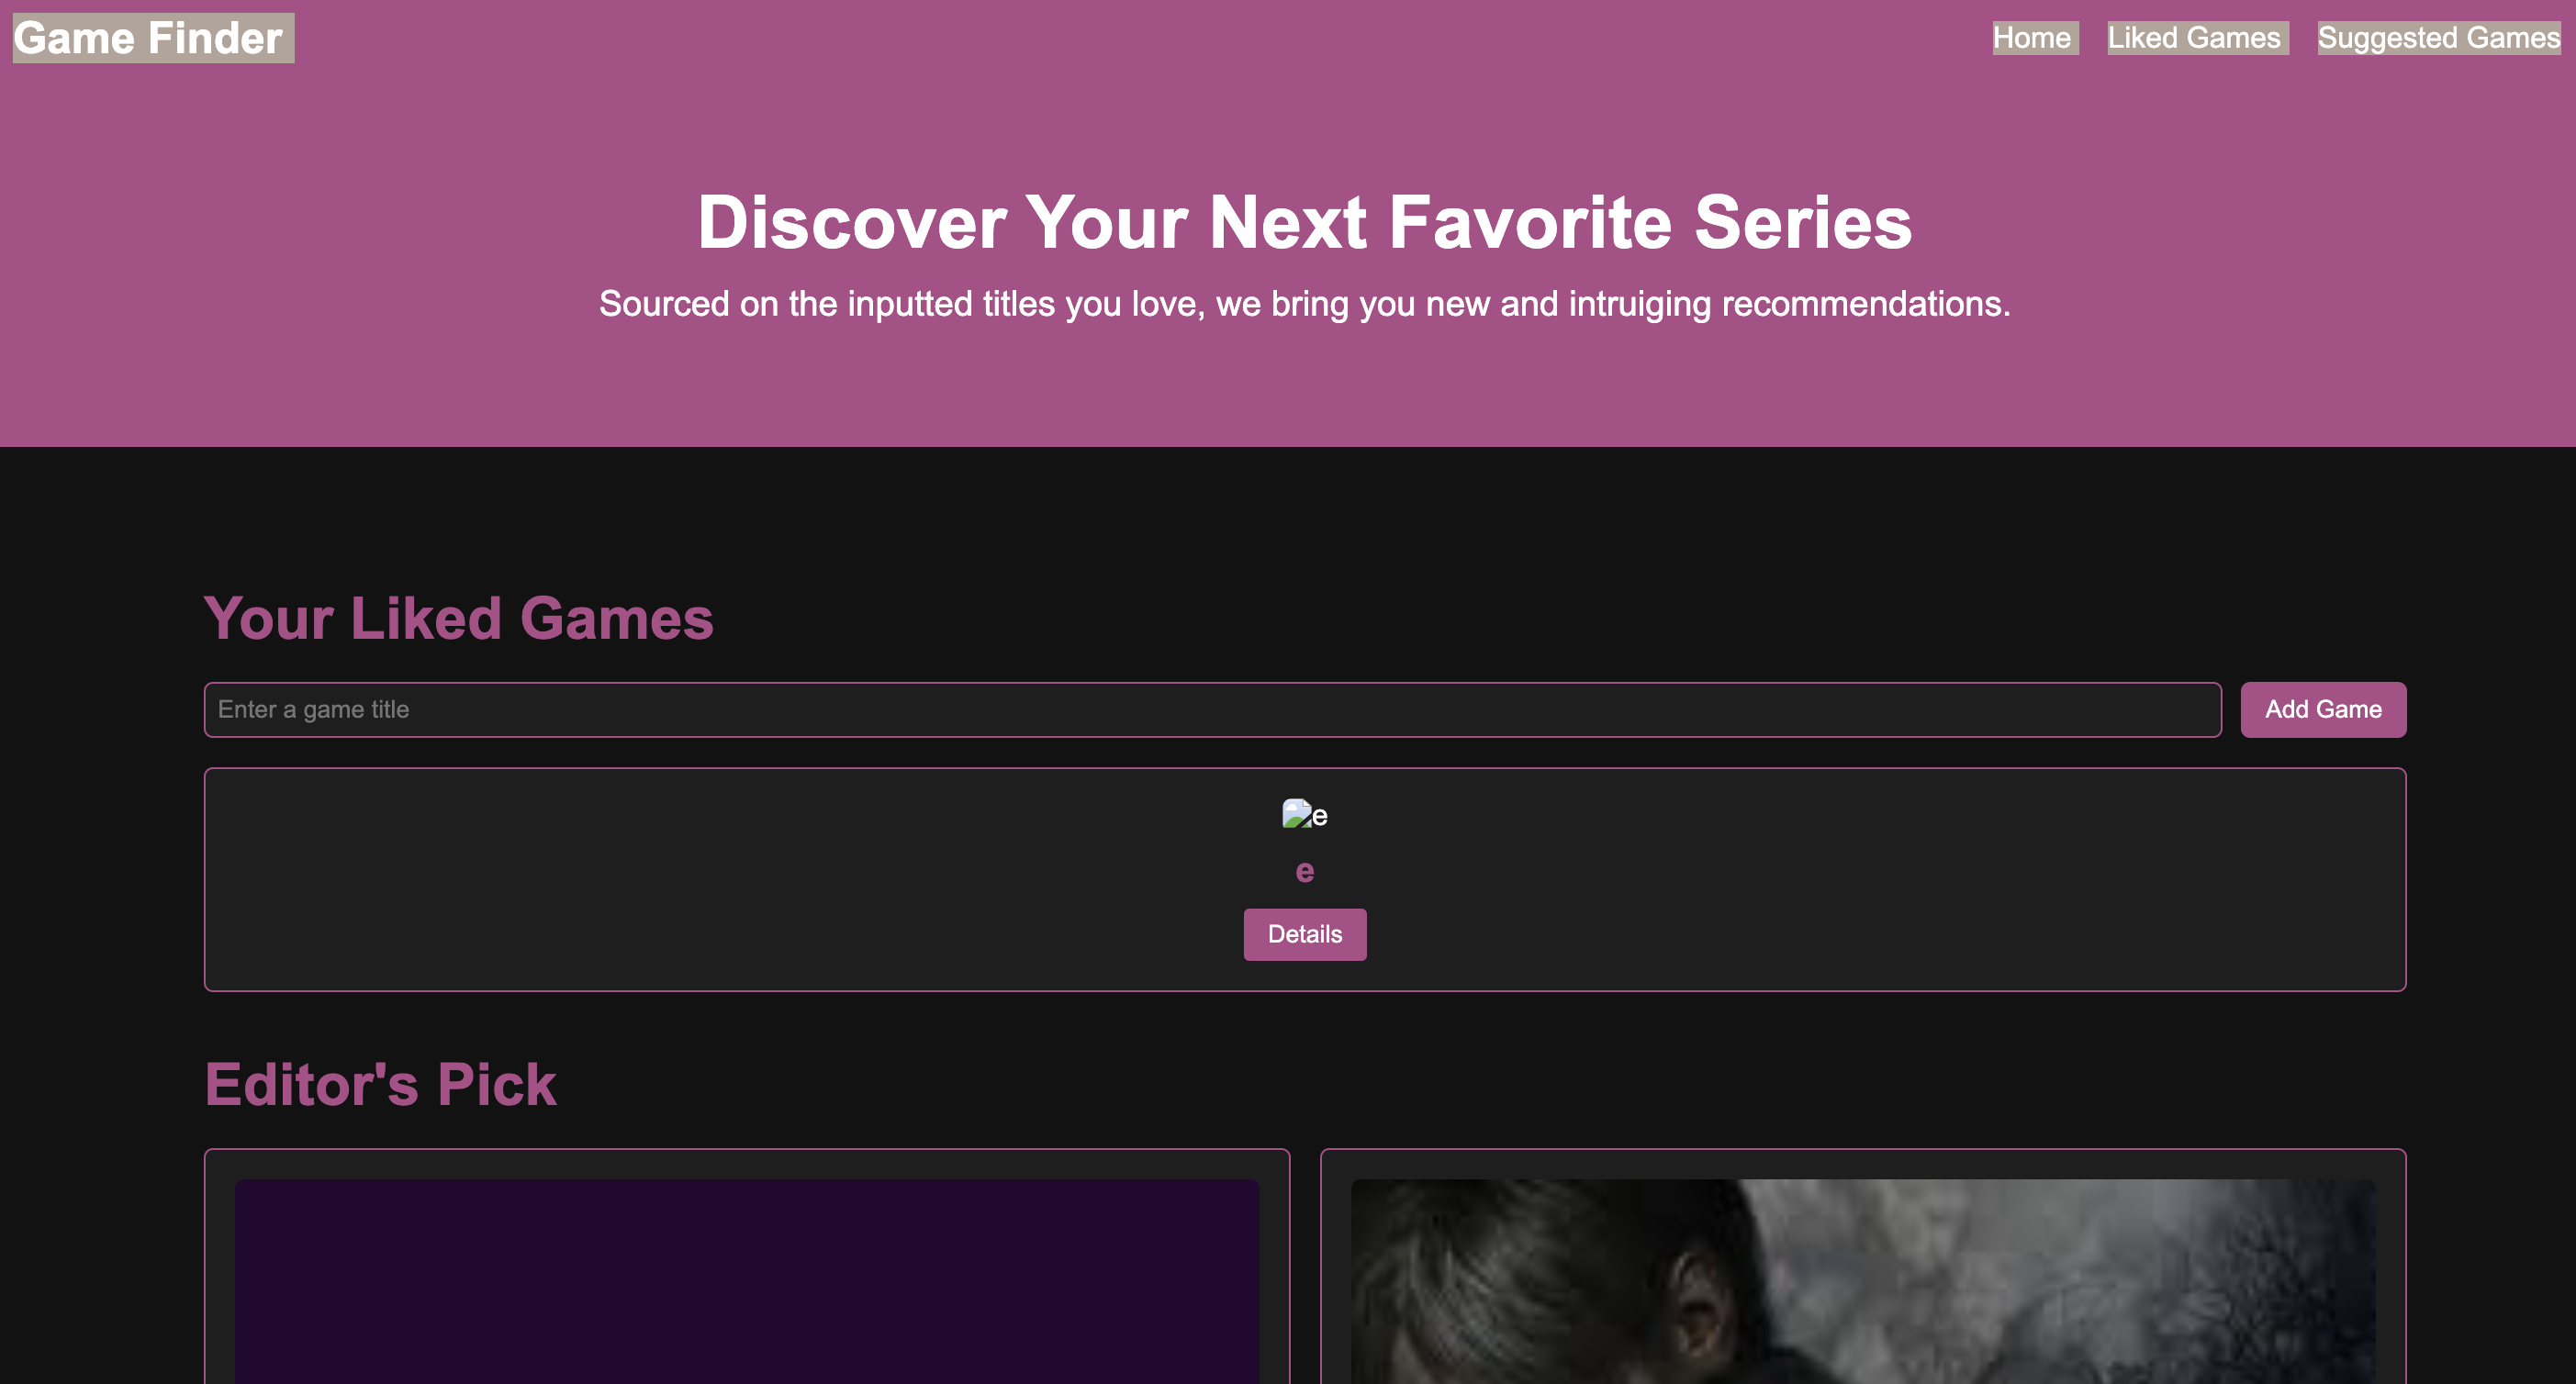 Game Finder
Home Liked Games Suggested Games
Discover Your Next Favorite Series
Sourced on the inputted titles you love, we bring you new and intruiging recommendations.
Your Liked Games
Enter a game title
Add Game
e
e
Details
Editor's Pick